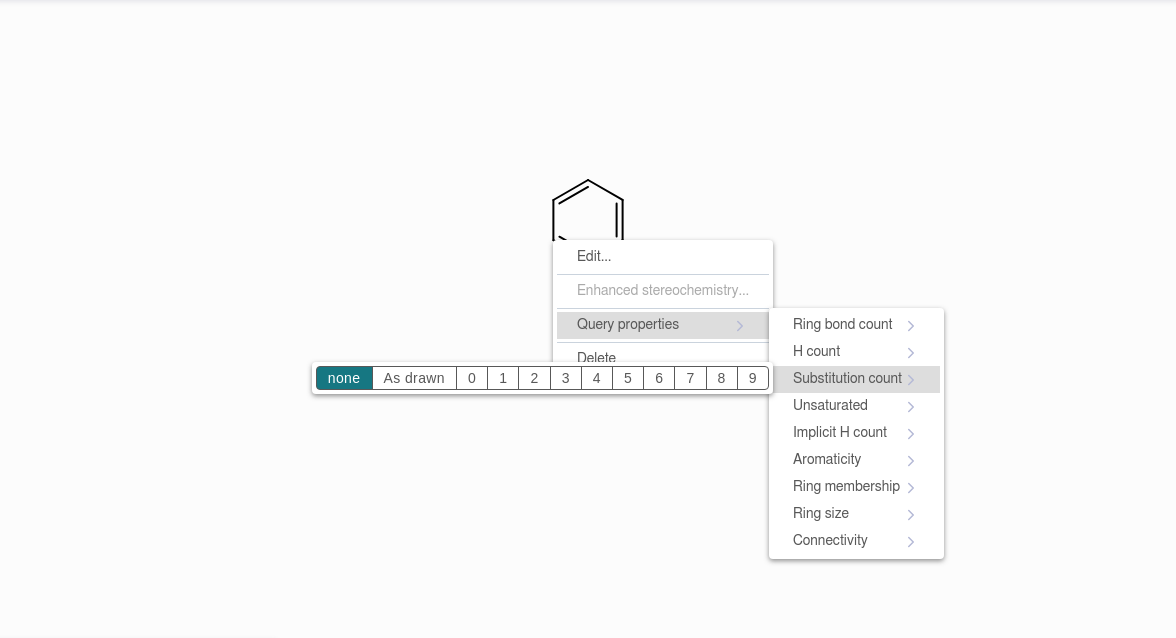 Edit...
Enhanced stereochemistry...
Query properties
Delete
Ring bond count
H count
Substitution count
Unsaturated
Implicit H count
Aromaticity
Ring membership
Ring size
Connectivity
none As drawn 0 1 2 3 4 5 6 7 8 9